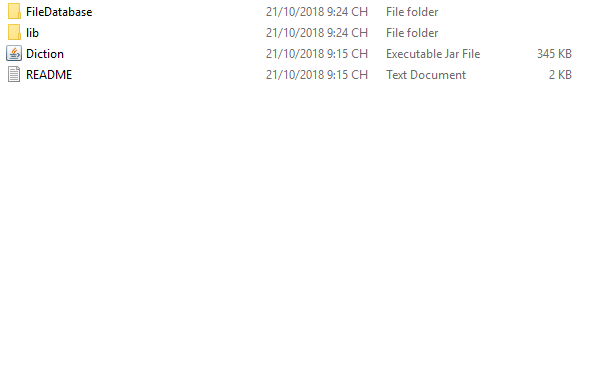 FileDatabase 21/10/2018 9:24 CH File folder
lib 21/10/2018 9:24 CH File folder
Diction 21/10/2018 9:15 CH Executable Jar File 345 KB
README 21/10/2018 9:15 CH Text Document 2 KB